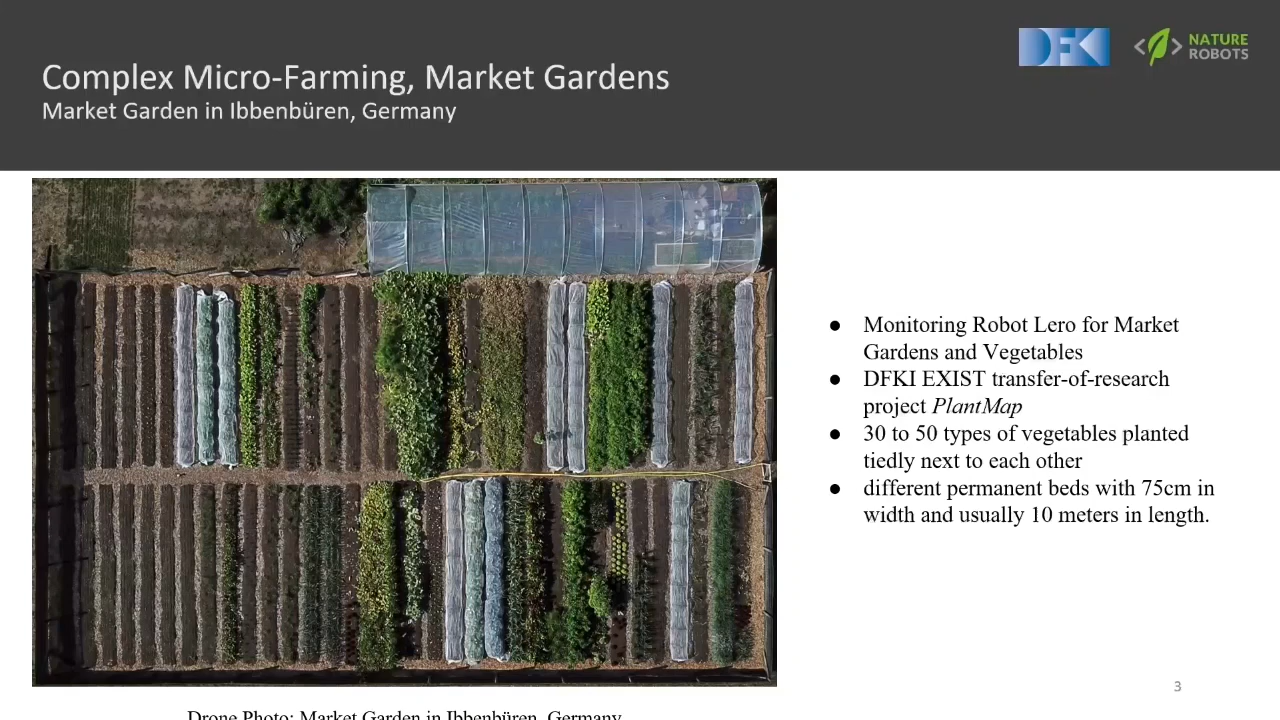 DFKI
NATURE
ROBOTS
Complex Micro-Farming, Market Gardens
Market Garden in Ibbenbüren, Germany
● Monitoring Robot Lero for Market
Gardens and Vegetables
● DFKI EXIST transfer-of-research
project PlantMap
● 30 to 50 types of vegetables planted
tiedly next to each other
● different permanent beds with 75cm in
width and usually 10 meters in length.
3
Drone Photo: Market Garden in Ibbenbüren, Germany